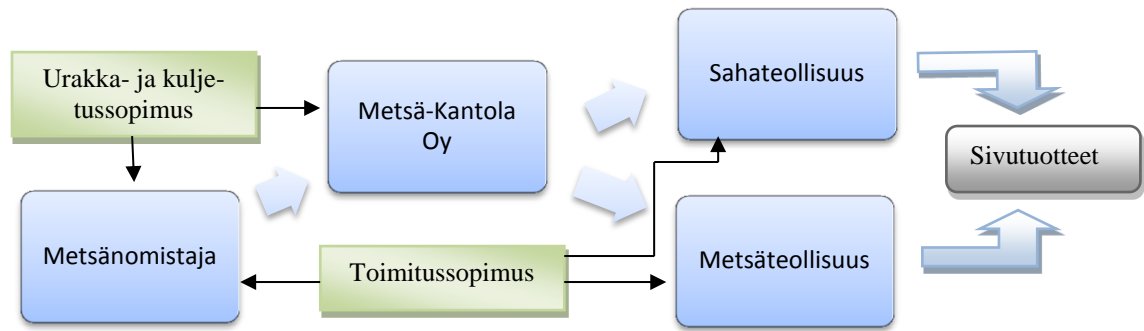 Urakka- ja kulje-
tussopimus
Metsänomistaja
Metsä-Kantola
Oy
Toimitussopimus
Sahateollisuus
Metsäteollisuus
Sivutuotteet